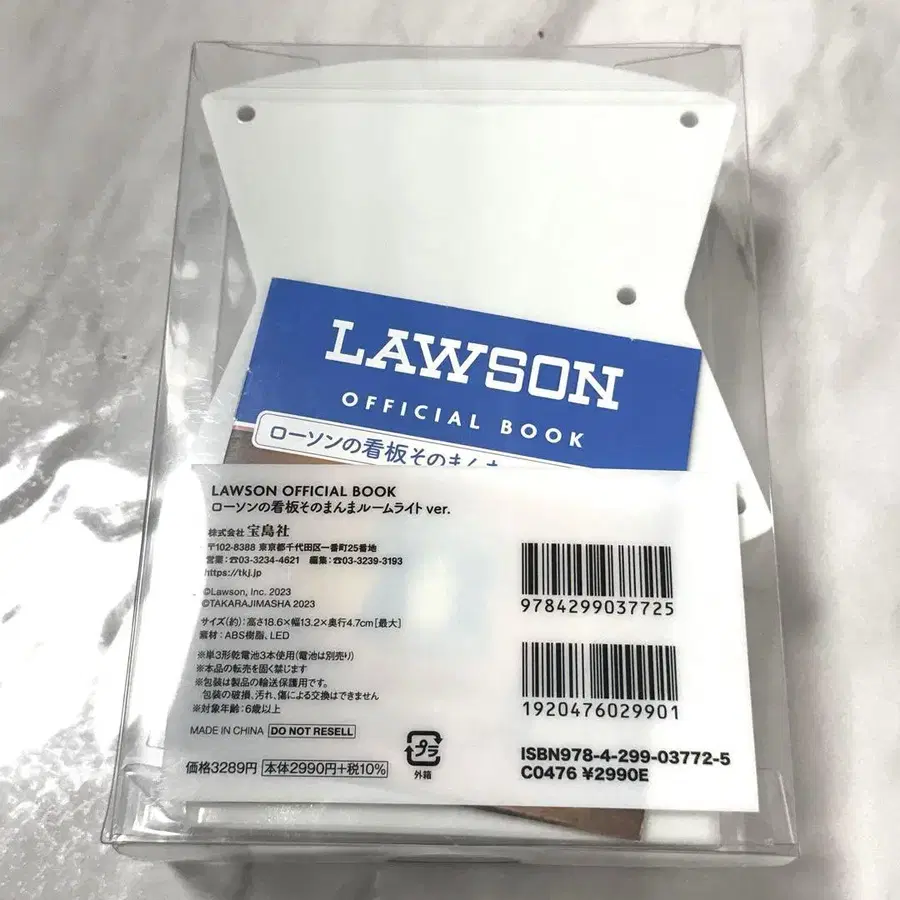 LAWSON
OFFICIAL BOOK
ローソンの看板そのまんま
LAWSON OFFICIAL BOOK
ローソンの看板そのまんまルームライト ver.
株式会社 宝島社
〒102-8388 東京都千代田区一番町25番地
営業:☎03-3234-4621 編集:☎03-3239-3193
https://tkj.jp
©Lawson, Inc. 2023
©TAKARAJIMASHA 2023
サイズ(約):高さ18.6×幅13.2×奥行4.7cm[最大]
素材:ABS樹脂、LED
※単3形乾電池3本使用(電池は別売り)
※本品の転売を固く禁じます
※包装は製品の輸送保護用です。
包装の破損、汚れ、傷による交換はできません
※対象年齢:6歳以上
MADE IN CHINA DO NOT RESELL
価格3289円 本体2990円+税10%
プラ
外箱
9784299037725
1920476029901
ISBN978-4-299-03772-5
C0476 ¥2990E